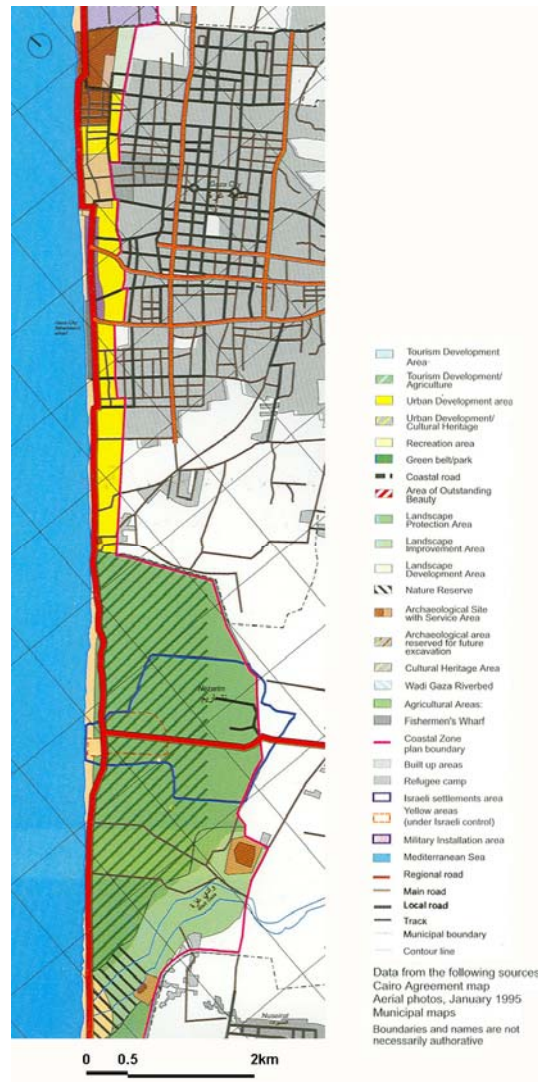 Gaza City
Nezarim
Nuseirat
Tourism Development
Area
Tourism Development/
Agriculture
Urban Development area
Urban Development/
Cultural Heritage
Recreation area
Green belt/park
Coastal road
Area of Outstanding
Beauty
Landscape
Protection Area
Landscape
Improvement Area
Landscape
Development Area
Nature Reserve
Archaeological Site
with Service Area
Archaeological area
reserved for future
excavation
Cultural Heritage Area
Wadi Gaza Riverbed
Agricultural Areas:
Fishermen's Wharf
Coastal Zone
plan boundary
Built up areas
Refugee camp
Israeli settlements area
Yellow areas
(under Israeli control)
Military Installation area
Mediterranean Sea
Regional road
Main road
Local road
Track
Municipal boundary
Contour line
Data from the following sources
Cairo Agreement map
Aerial photos, January 1995
Municipal maps
Boundaries and names are not
necessarily authorative
0 0.5 2km